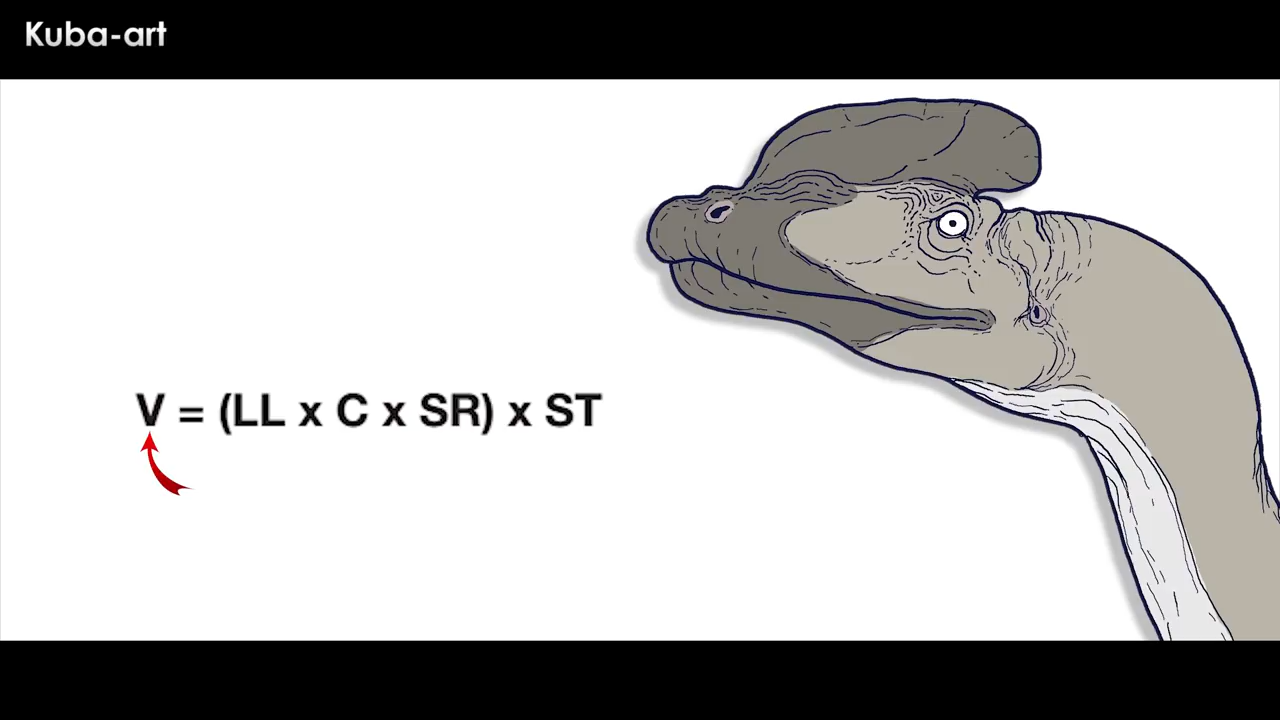 Kuba-art
V = (LL x C x SR) x ST